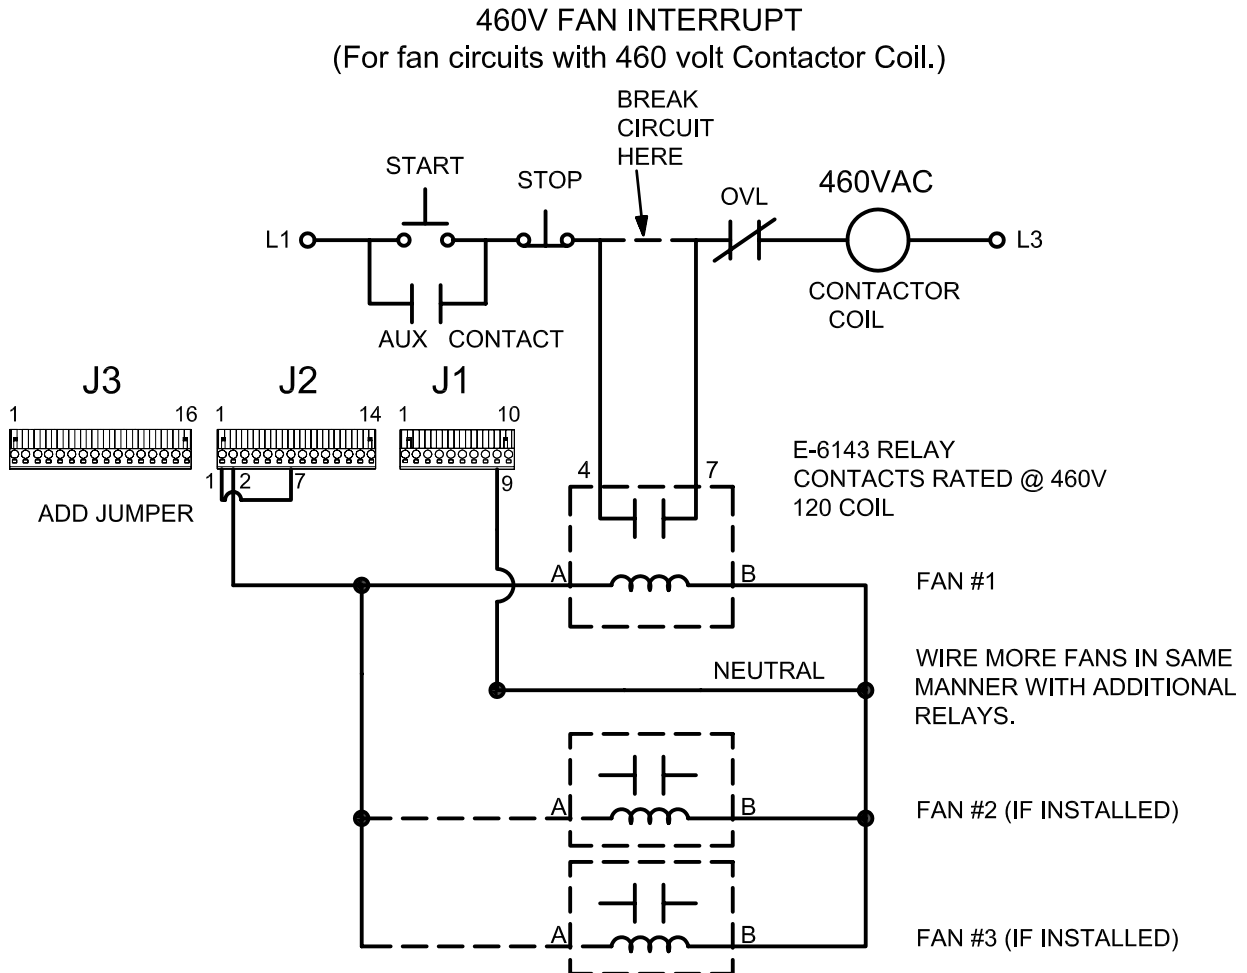 460V FAN INTERRUPT
(For fan circuits with 460 volt Contactor Coil.)
BREAK
CIRCUIT
HERE
START
STOP
OVL
460VAC
L1
L3
CONTACTOR
COIL
AUX CONTACT
J3
J2
J1
1 16 1 14 1 10
1 2 7 9
ADD JUMPER
4 7
E-6143 RELAY
CONTACTS RATED @ 460V
120 COIL
A B
FAN #1
NEUTRAL
WIRE MORE FANS IN SAME
MANNER WITH ADDITIONAL
RELAYS.
A B
FAN #2 (IF INSTALLED)
A B
FAN #3 (IF INSTALLED)